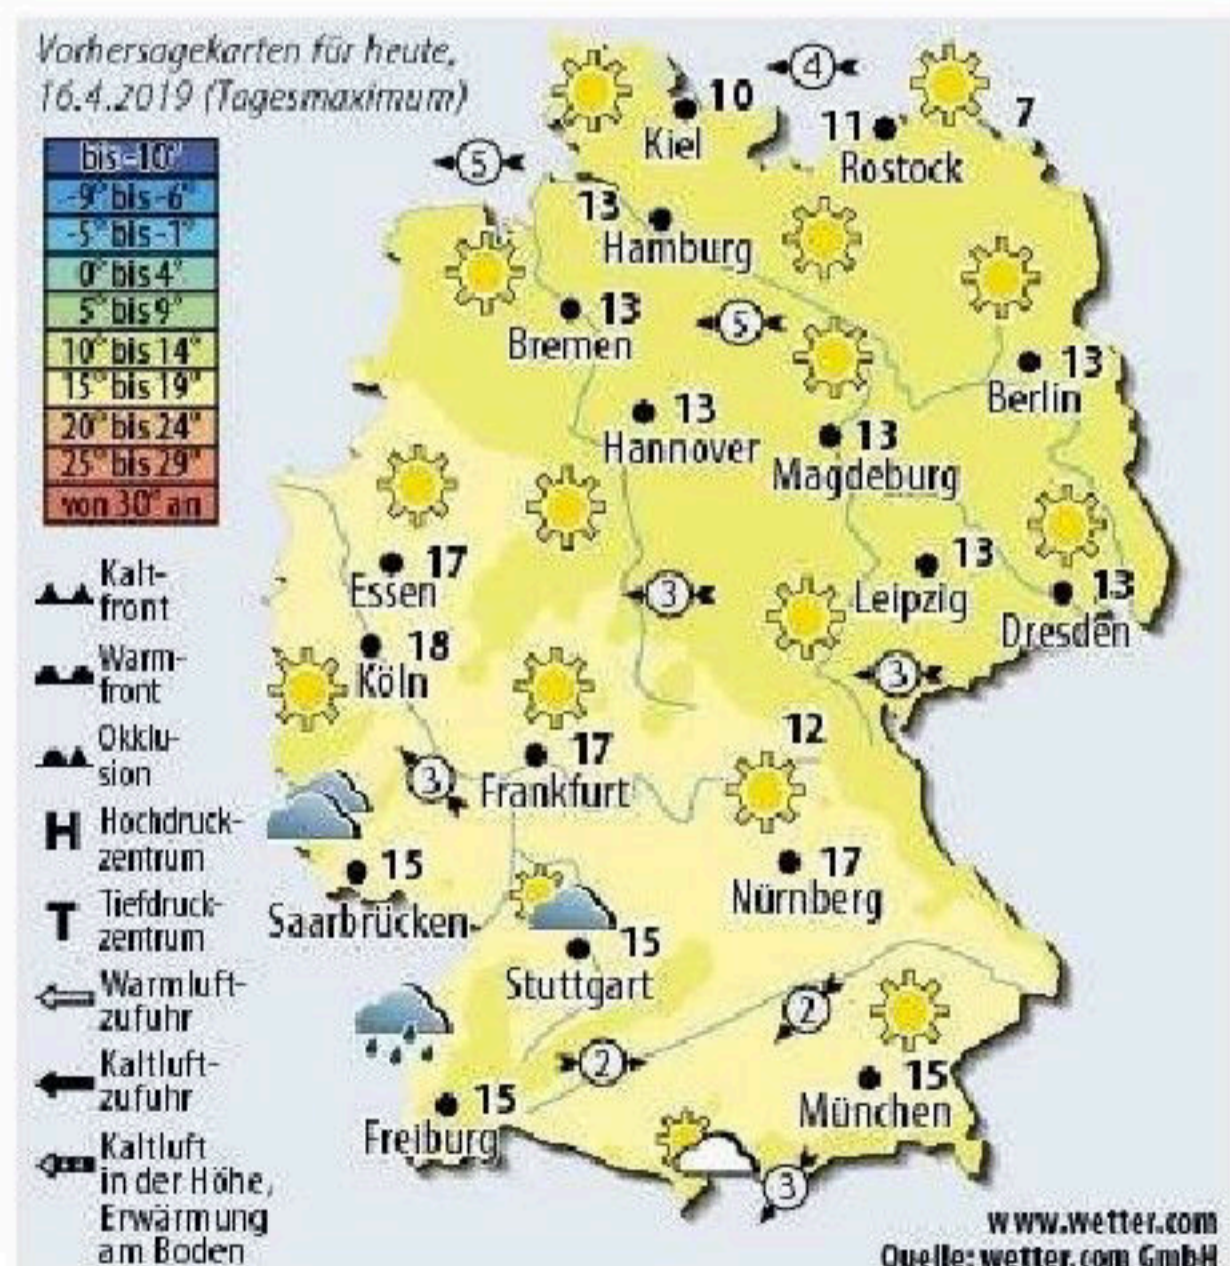 Vorhersagekarten für heute,
16.4.2019 (Tagesmaximum)
bis -10°
-9° bis -6°
-5° bis -1°
0° bis 4°
5° bis 9°
10° bis 14°
15° bis 19°
20° bis 24°
25° bis 29°
von 30° an
Kalt-
front
Warm-
front
Okklu-
sion
H Hochdruck-
zentrum
T Tiefdruck-
zentrum
Warmluft-
zufuhr
Kaltluft-
zufuhr
Kaltluft
in der Höhe,
Erwärmung
am Boden
4
10
Kiel
7
11
Rostock
5
13
Hamburg
13
Bremen
5
13
Berlin
13
Hannover
13
Magdeburg
17
Essen
3
13
Leipzig
13
Dresden
18
Köln
3
12
17
Frankfurt
3
15
Saarbrücken
17
Nürnberg
15
Stuttgart
2
2
15
Freiburg
15
München
3
www.wetter.com
Quelle: wetter.com GmbH